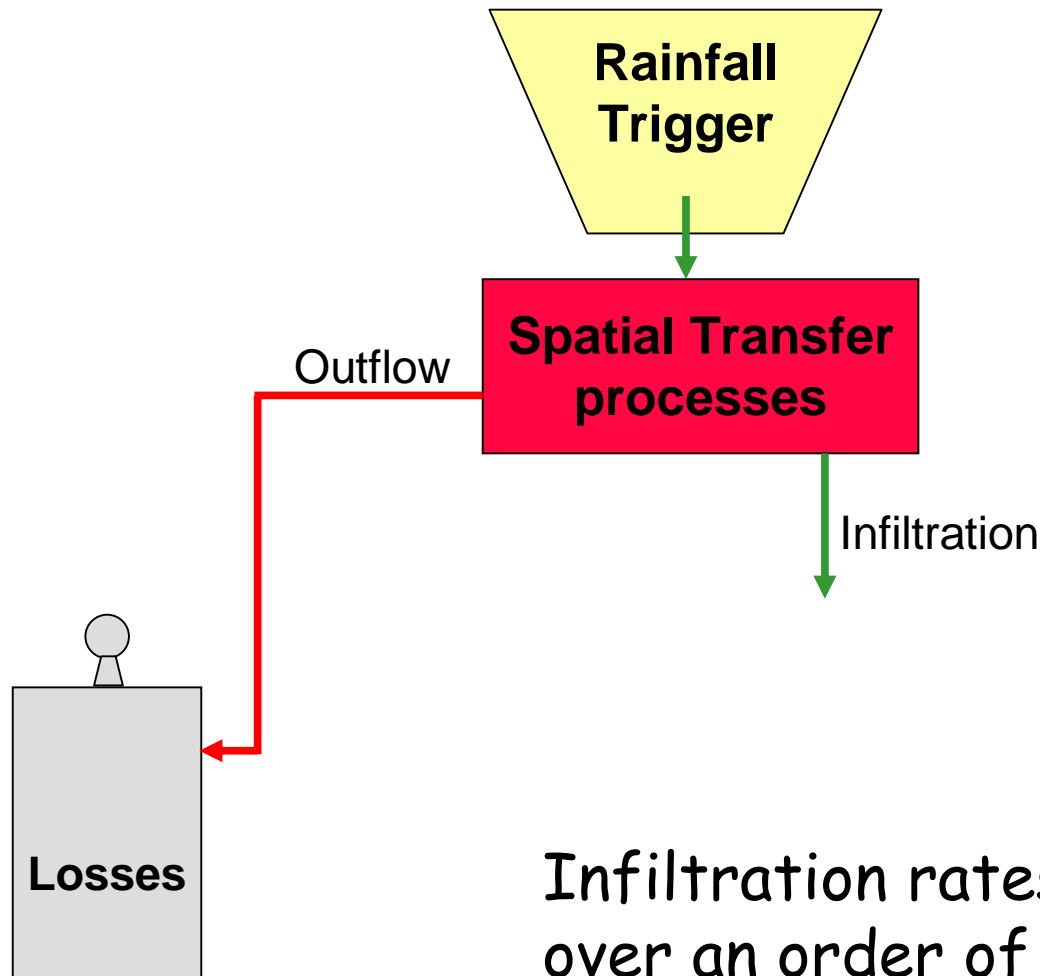 Rainfall
Trigger
Spatial Transfer
processes
Outflow
Infiltration
Losses
Infiltration rates
over an order of